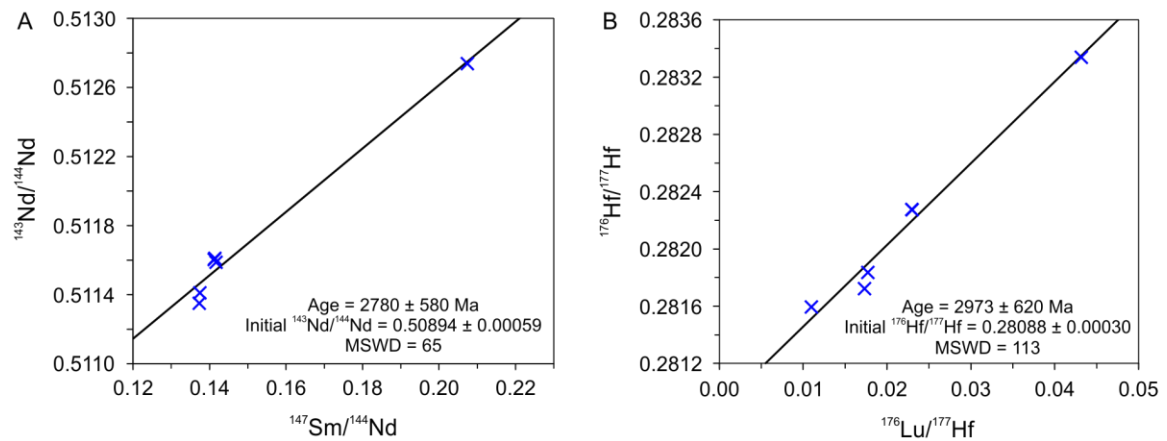 A
0.5130
0.5126
0.5122
0.5118
0.5114
0.5110
¹⁴³Nd/¹⁴⁴Nd
Age = 2780 ± 580 Ma
Initial ¹⁴³Nd/¹⁴⁴Nd = 0.50894 ± 0.00059
MSWD = 65
0.12 0.14 0.16 0.18 0.20 0.22
¹⁴⁷Sm/¹⁴⁴Nd
B
0.2836
0.2832
0.2828
0.2824
0.2820
0.2816
0.2812
¹⁷⁶Hf/¹⁷⁷Hf
Age = 2973 ± 620 Ma
Initial ¹⁷⁶Hf/¹⁷⁷Hf = 0.28088 ± 0.00030
MSWD = 113
0.00 0.01 0.02 0.03 0.04 0.05
¹⁷⁶Lu/¹⁷⁷Hf